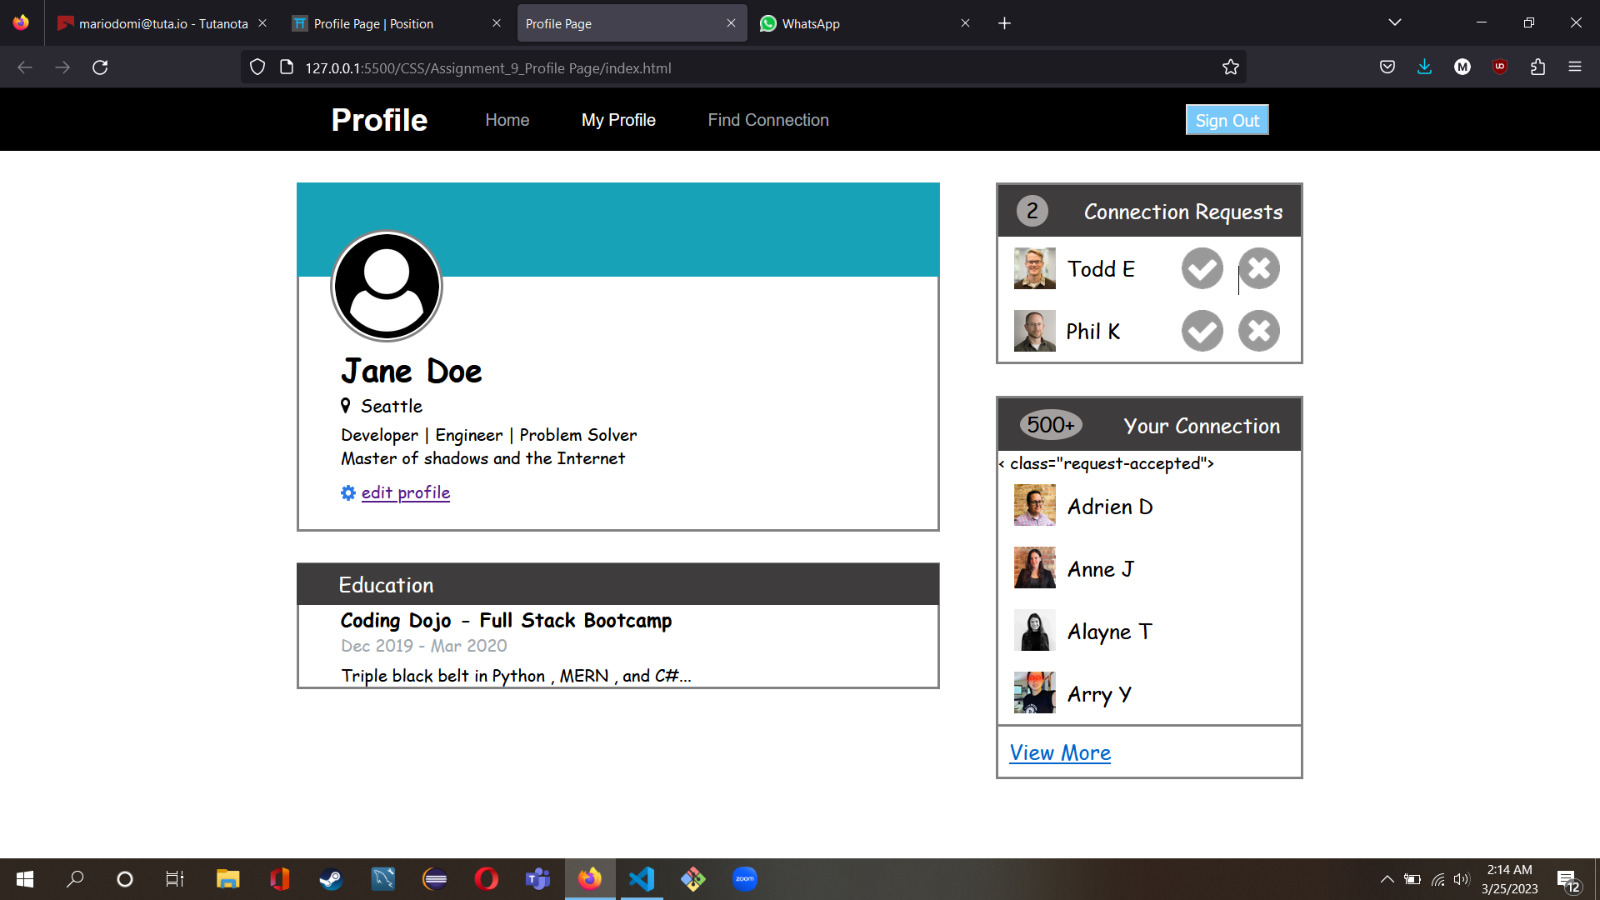 mariodomi@tuta.io - Tutanota
Profile Page | Position
Profile Page
WhatsApp
127.0.0.1:5500/CSS/Assignment_9_Profile Page/index.html
M
Profile
Home
My Profile
Find Connection
Sign Out
Jane Doe
Seattle
Developer | Engineer | Problem Solver
Master of shadows and the Internet
edit profile
Education
Coding Dojo - Full Stack Bootcamp
Dec 2019 - Mar 2020
Triple black belt in Python , MERN , and C#...
2 Connection Requests
Todd E
Phil K
500+ Your Connection
< class="request-accepted">
Adrien D
Anne J
Alayne T
Arry Y
View More
zoom
2:14 AM
3/25/2023
12